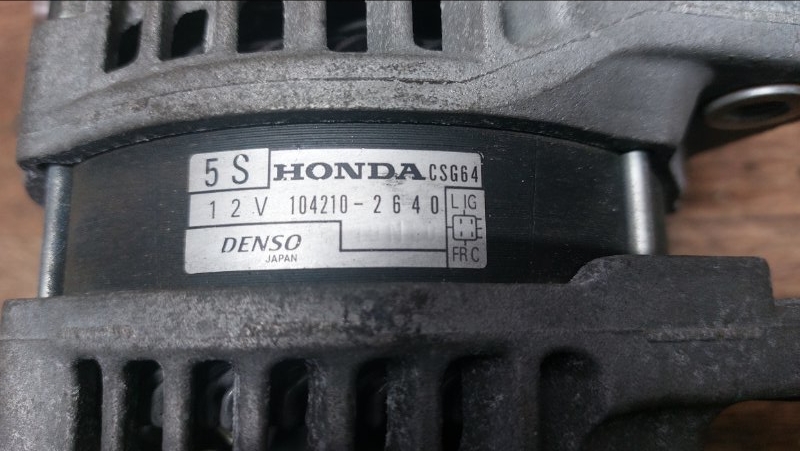 5S HONDA CSG64
12V 104210-2640
L IG
DENSO
JAPAN
FR C